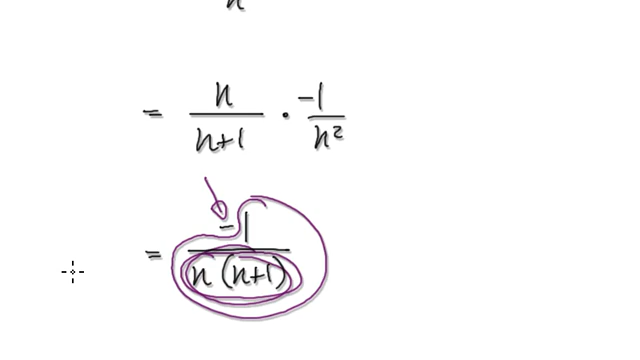 n
= n/(n+1) · -1/n²
= -1/(n(n+1))